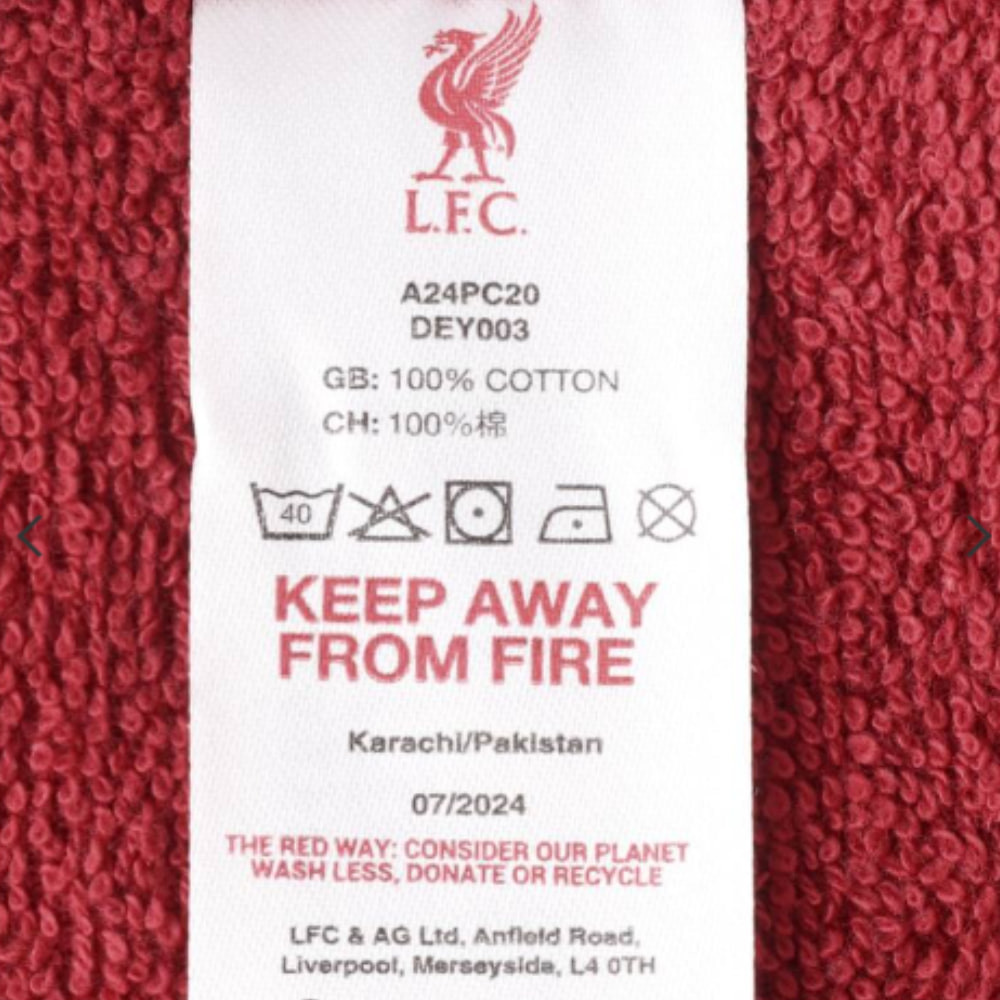 L.F.C.
A24PC20
DEY003
GB: 100% COTTON
CH: 100%棉
40
KEEP AWAY
FROM FIRE
Karachi/Pakistan
07/2024
THE RED WAY: CONSIDER OUR PLANET
WASH LESS, DONATE OR RECYCLE
LFC & AG Ltd, Anfield Road,
Liverpool, Merseyside, L4 0TH